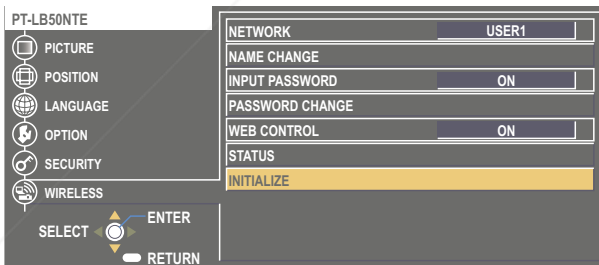 PT-LB50NTE
PICTURE
POSITION
LANGUAGE
OPTION
SECURITY
WIRELESS
SELECT
ENTER
RETURN
NETWORK USER1
NAME CHANGE
INPUT PASSWORD ON
PASSWORD CHANGE
WEB CONTROL ON
STATUS
INITIALIZE